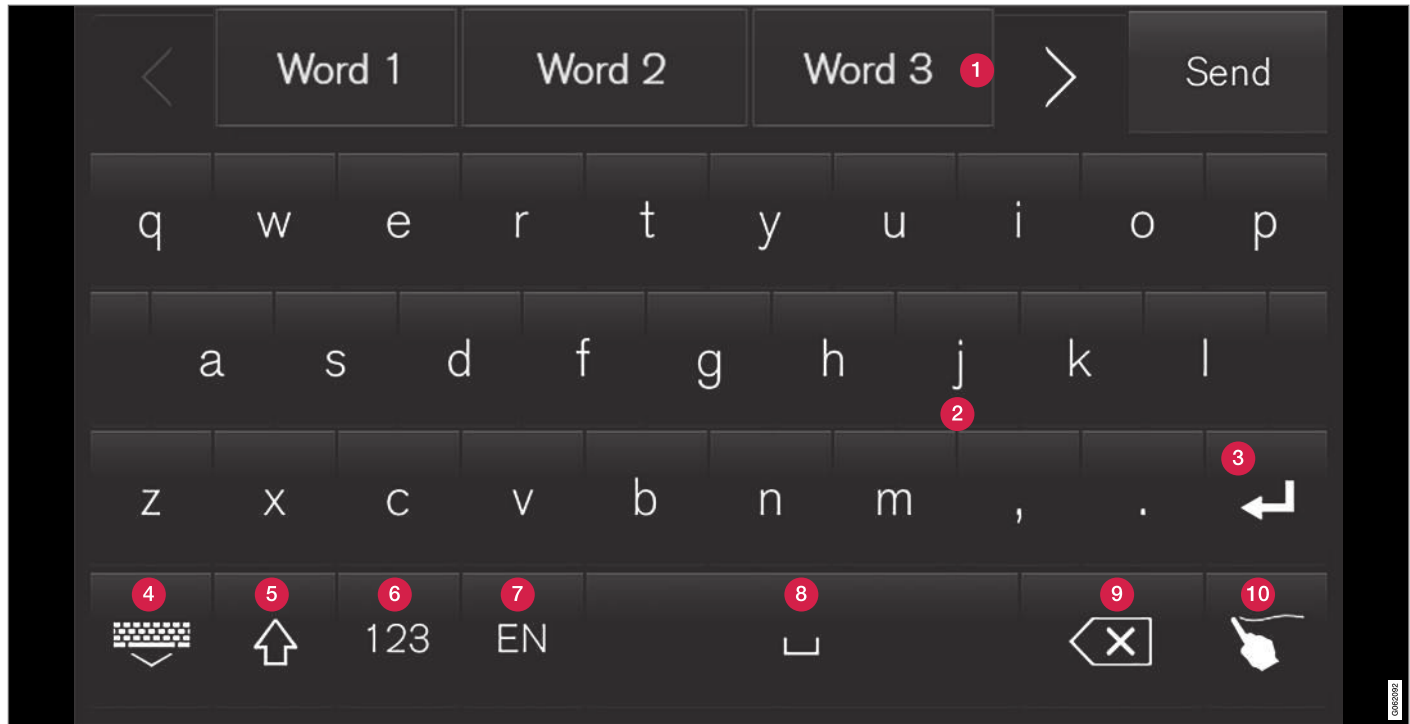 Word 1 Word 2 Word 3 1 Send
q w e r t y u i o p
a s d f g h j k l
2
3
z x c v b n m , .
4 5 6 7 8 9 10
123 EN
G062092